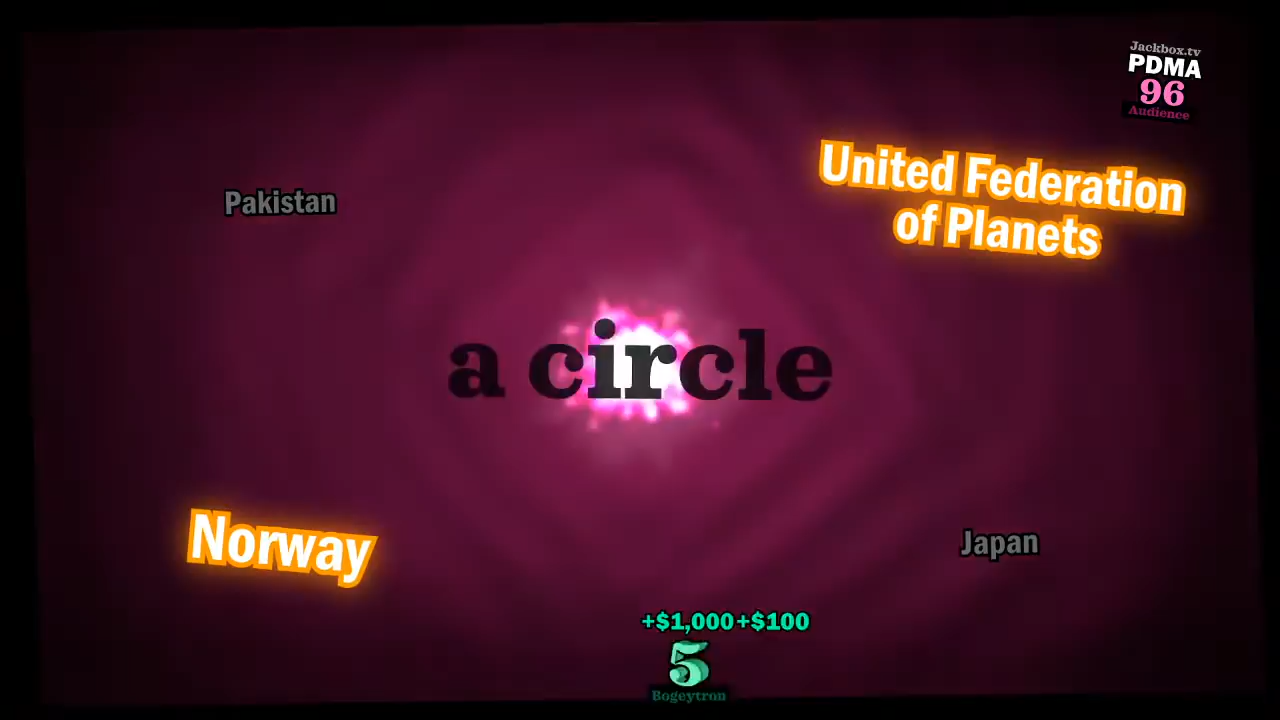 Jackbox.tv
PDMA
96
Audience
United Federation
of Planets
Pakistan
a circle
Norway
Japan
+$1,000+$100
5
Bogeytron